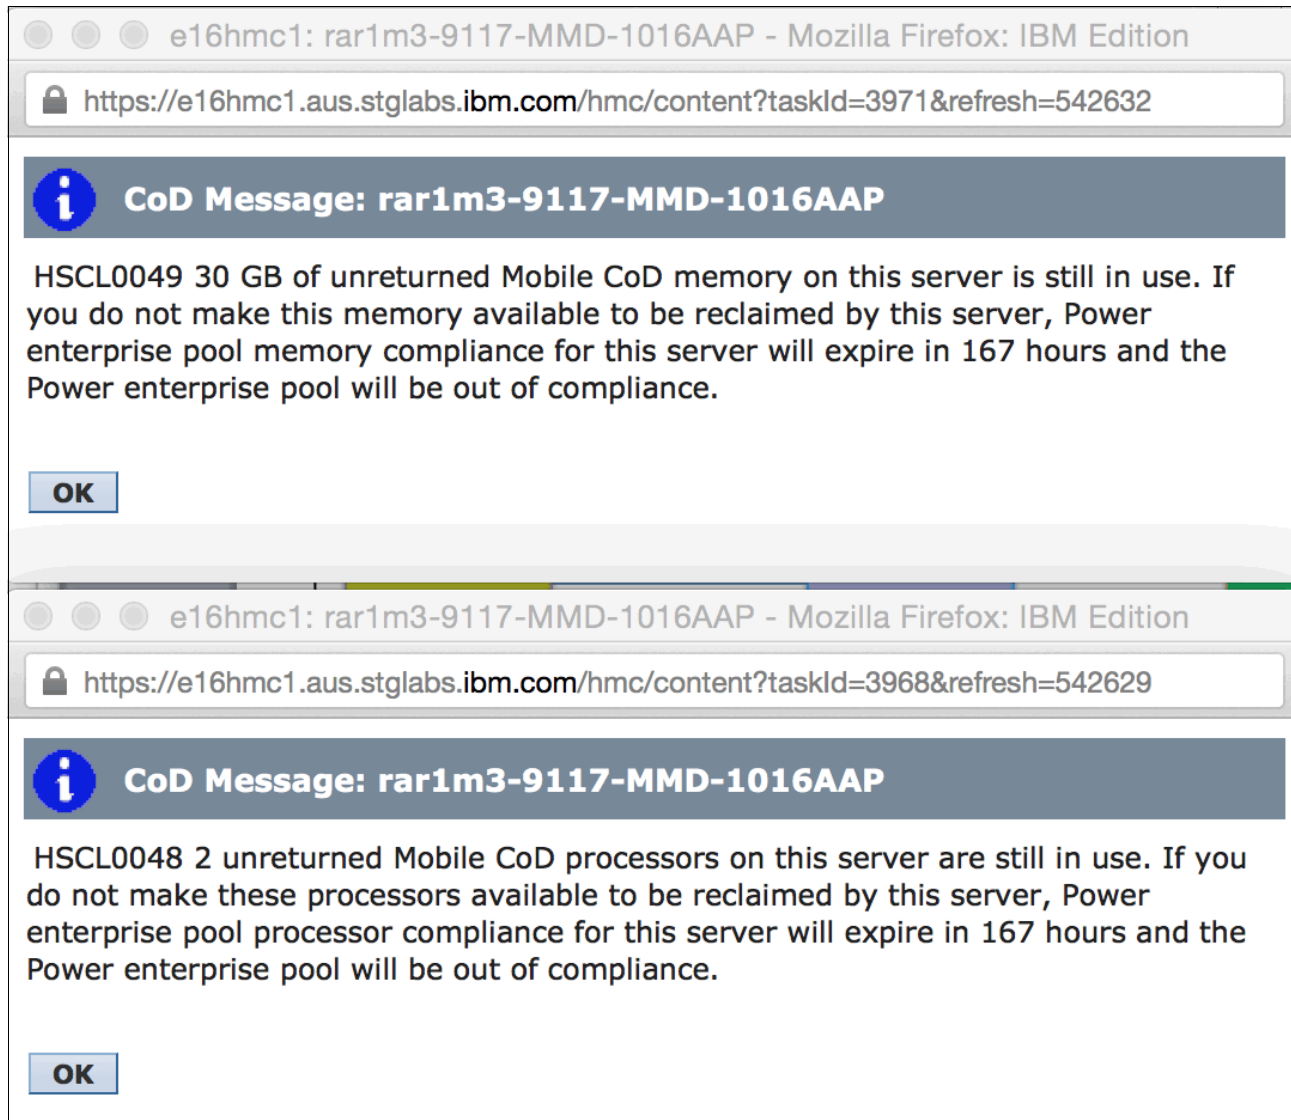 e16hmc1: rar1m3-9117-MMD-1016AAP - Mozilla Firefox: IBM Edition
https://e16hmc1.aus.stglabs.ibm.com/hmc/content?taskId=3971&refresh=542632
CoD Message: rar1m3-9117-MMD-1016AAP
HSCL0049 30 GB of unreturned Mobile CoD memory on this server is still in use. If
you do not make this memory available to be reclaimed by this server, Power
enterprise pool memory compliance for this server will expire in 167 hours and the
Power enterprise pool will be out of compliance.
OK
e16hmc1: rar1m3-9117-MMD-1016AAP - Mozilla Firefox: IBM Edition
https://e16hmc1.aus.stglabs.ibm.com/hmc/content?taskId=3968&refresh=542629
CoD Message: rar1m3-9117-MMD-1016AAP
HSCL0048 2 unreturned Mobile CoD processors on this server are still in use. If you
do not make these processors available to be reclaimed by this server, Power
enterprise pool processor compliance for this server will expire in 167 hours and the
Power enterprise pool will be out of compliance.
OK